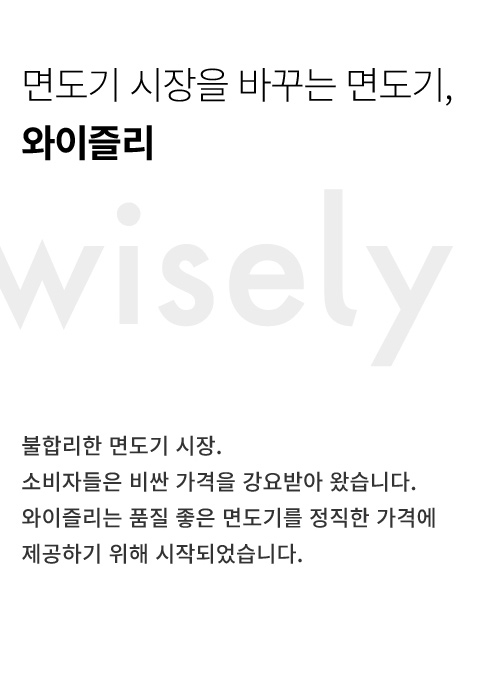 면도기 시장을 바꾸는 면도기,
와이즐리
wisely
불합리한 면도기 시장.
소비자들은 비싼 가격을 강요받아 왔습니다.
와이즐리는 품질 좋은 면도기를 정직한 가격에
제공하기 위해 시작되었습니다.